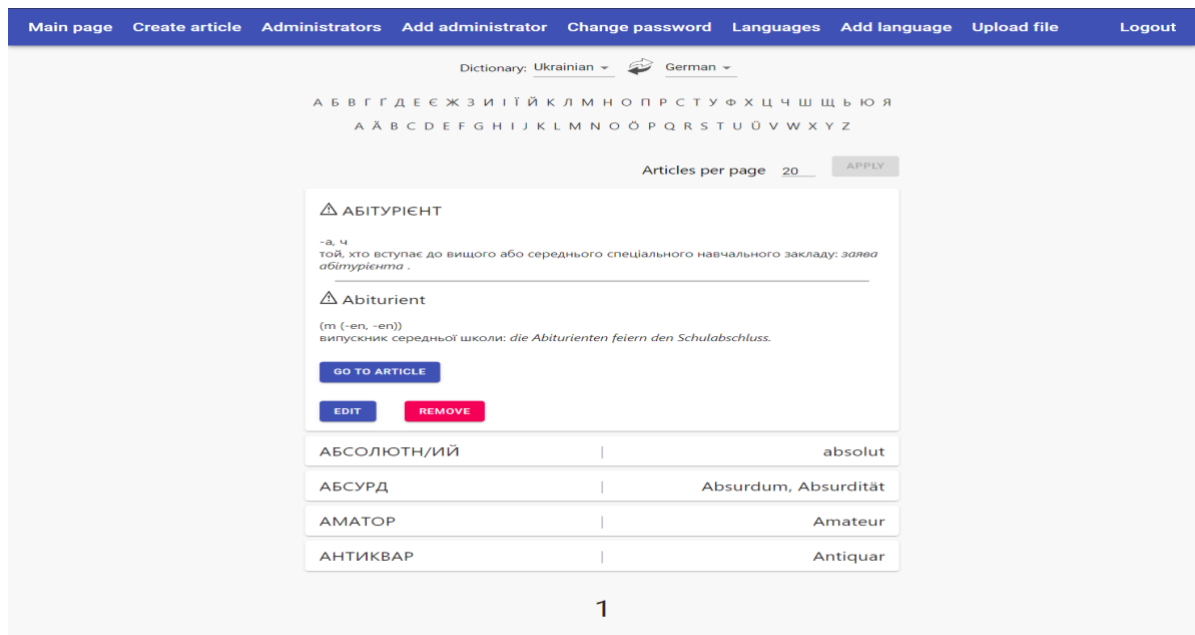 Main page Create article Administrators Add administrator Change password Languages Add language Upload file Logout
Dictionary: Ukrainian German
А Б В Г Ґ Д Е Є Ж З И І Ї Й К Л М Н О П Р С Т У Ф Х Ц Ч Ш Щ Ь Ю Я
A Ä B C D E F G H I J K L M N O Ö P Q R S T U Ü V W X Y Z
Articles per page 20 APPLY
АБІТУРІЄНТ
-а, ч
той, хто вступає до вищого або середнього спеціального навчального закладу: заява
абітурієнта .
Abiturient
(m (-en, -en))
випускник середньої школи: die Abiturienten feiern den Schulabschluss.
GO TO ARTICLE
EDIT REMOVE
АБСОЛЮТН/ИЙ | absolut
АБСУРД | Absurdum, Absurdität
АМАТОР | Amateur
АНТИКВАР | Antiquar
1